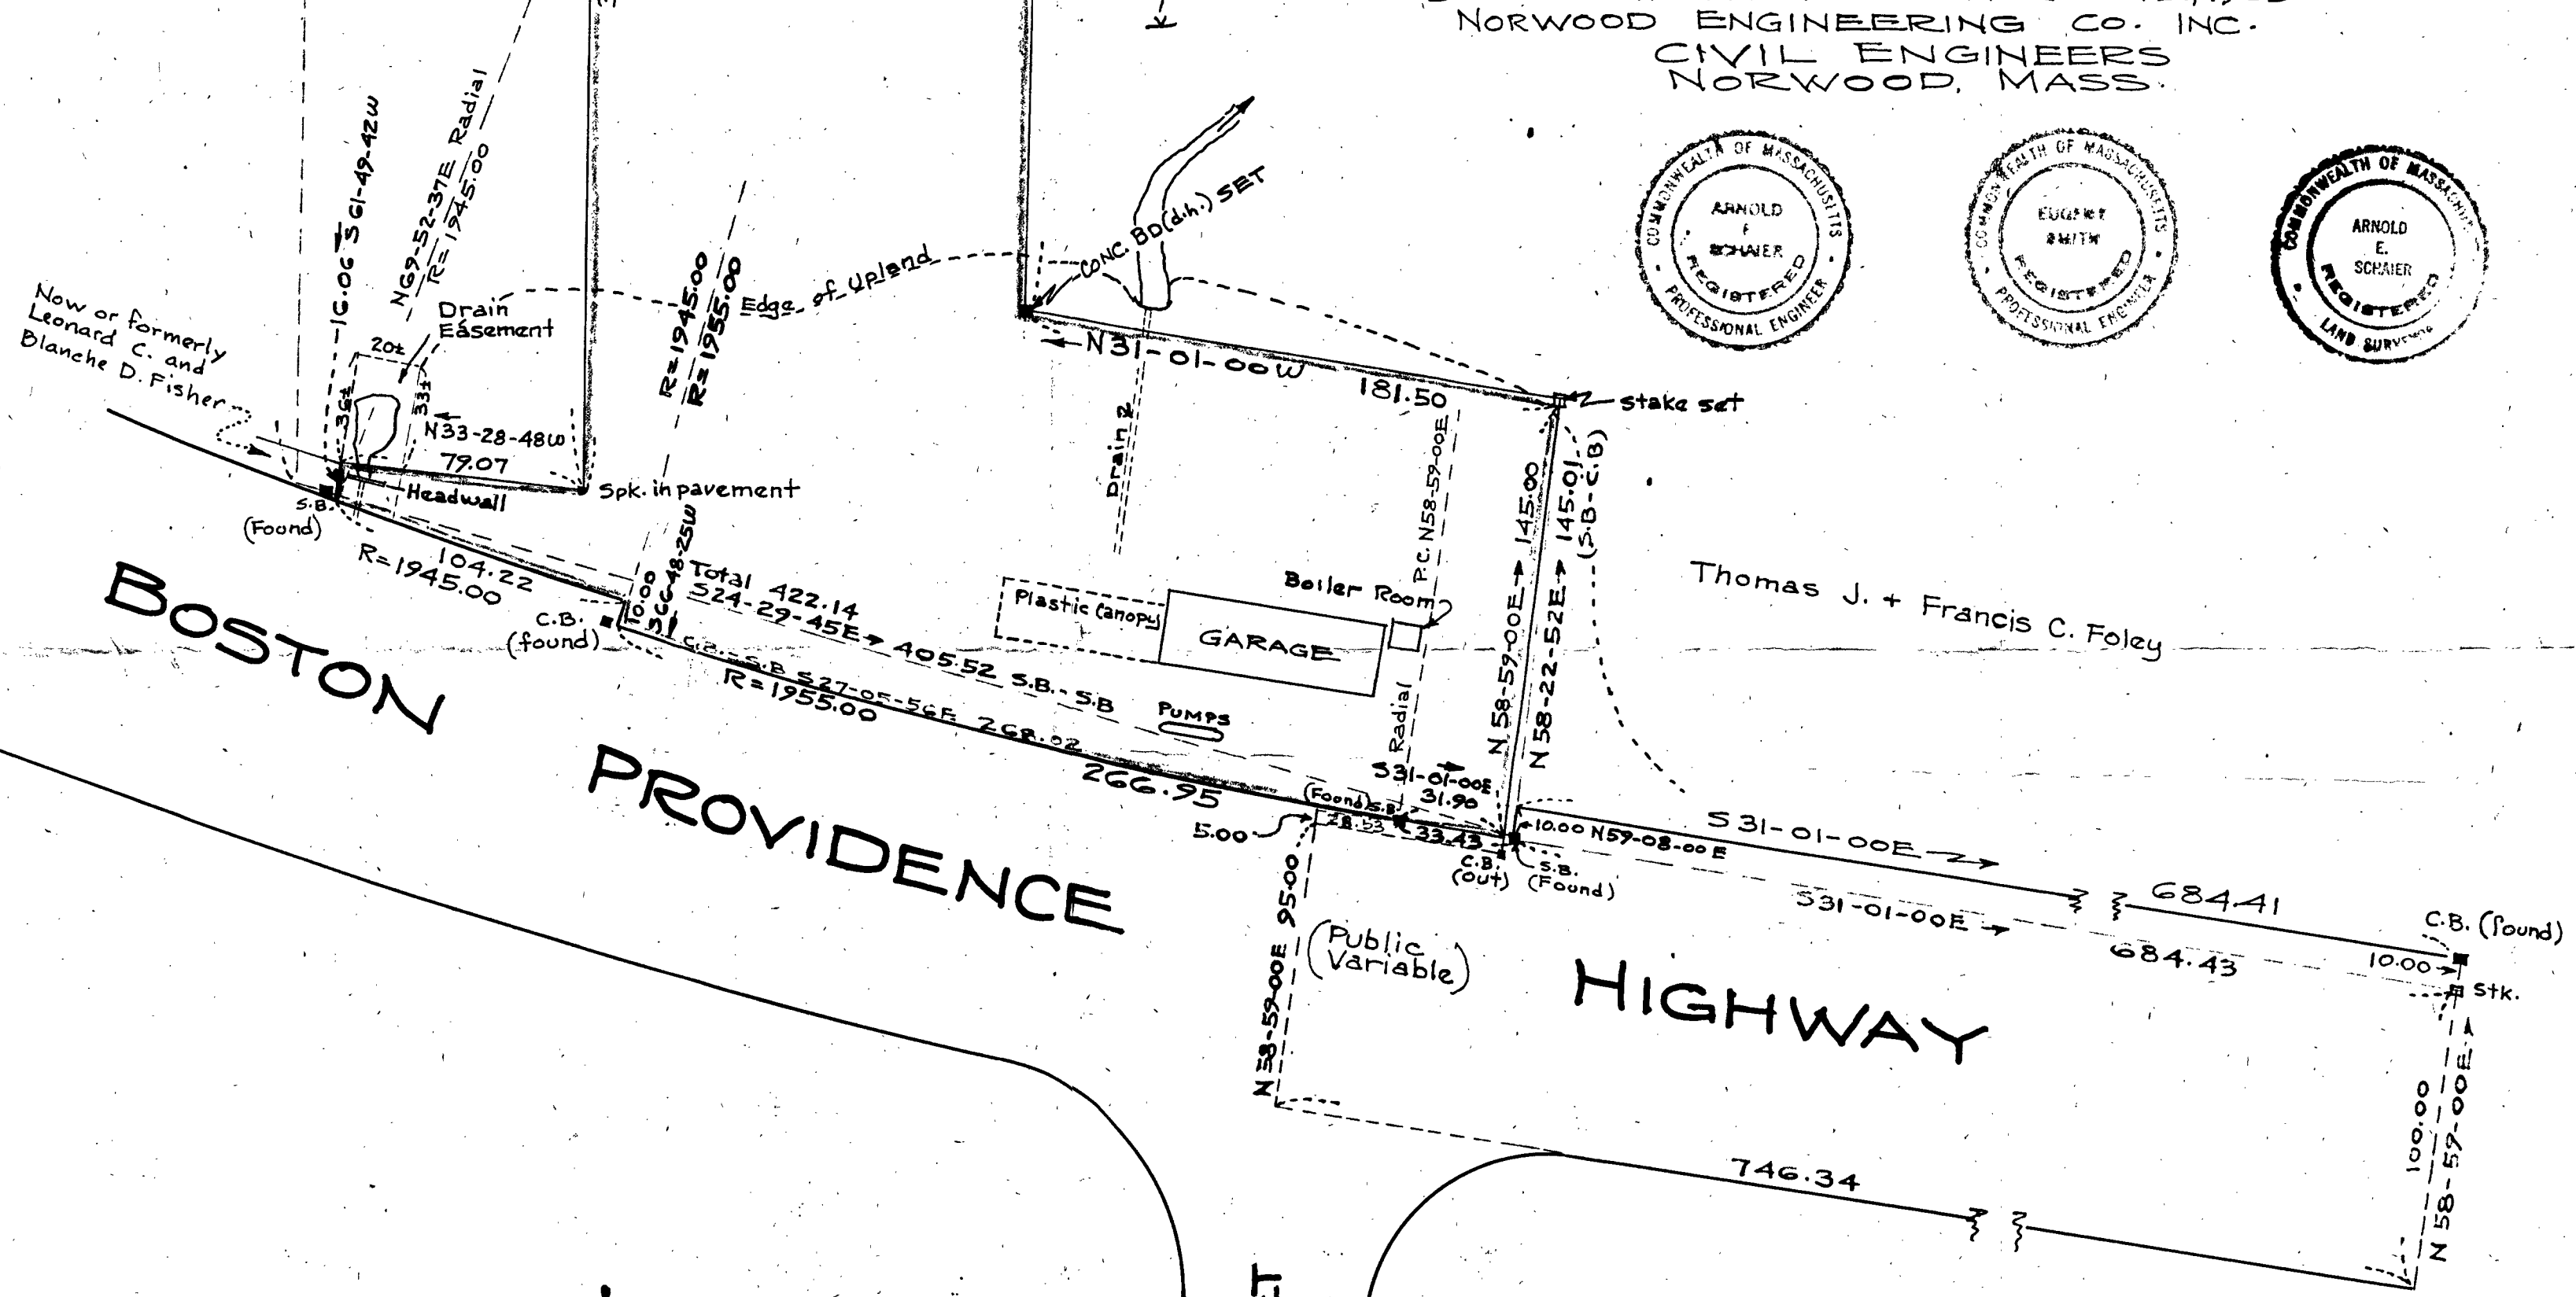 NORWOOD ENGINEERING CO. INC.
CIVIL ENGINEERS
NORWOOD, MASS.
COMMONWEALTH OF MASSACHUSETTS
ARNOLD
SCHAIER
REGISTERED
PROFESSIONAL ENGINEER
COMMONWEALTH OF MASSACHUSETTS
EUGENE
SMITH
REGISTERED
PROFESSIONAL ENGINEER
COMMONWEALTH OF
ARNOLD
E.
SCHAIER
REGISTERED
LAND
16.06 S61-49-42W
N69-52-37E Radial
R=1945.00
Drain
Easement
20±
36±
33±
Now or formerly
Leonard C. and
Blanche D. Fisher
N33-28-48W
79.07
Headwall
Spk. in pavement
S.B.
(Found)
104.22
R=1945.00
R=1945.00
R=1955.00
Edge of Upland
CONC. BD(d.h.) SET
N31-01-00W
181.50
Stake set
Drain
P.C. N58-59-00E
Radial
N58-59-00E 145.00
N58-22-52E 145.01
(S.B-C.B)
Thomas J. + Francis C. Foley
C.B.
(found)
10.00
S66-48-25W
Total 422.14
S24-29-45E 405.52 S.B.-S.B
C.B.-S.B S27-05-56E 268.02
R=1955.00
266.95
Plastic Canopy
GARAGE
Boiler Room
PUMPS
S31-01-00E
31.90
(Found) S.B.
5.00
28.53
33.43
C.B.
(out)
S.B.
(Found)
10.00 N59-08-00E
S31-01-00E
684.41
S31-01-00E
684.43
C.B. (found)
10.00
Stk.
N58-59-00E 95.00
(Public
Variable)
BOSTON PROVIDENCE HIGHWAY
746.34
100.00
N58-59-00E